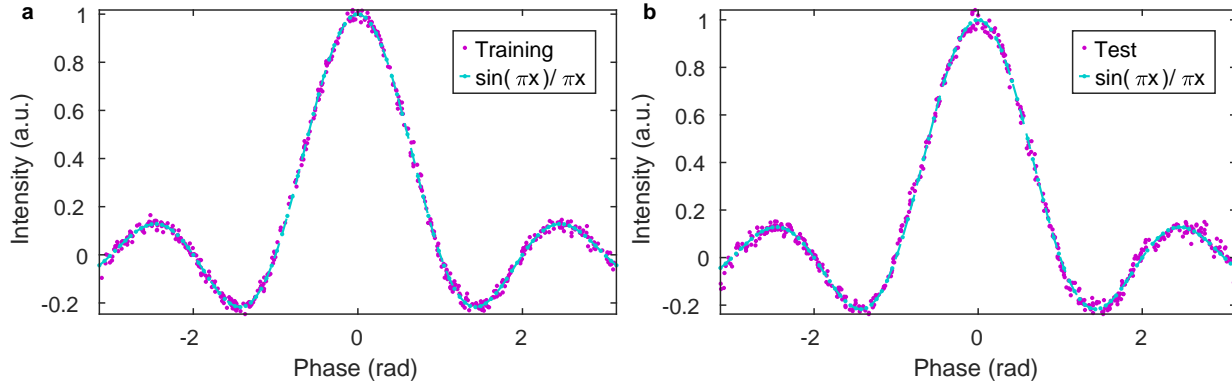 a
Training
sin(πx)/πx
Intensity (a.u.)
1
0.8
0.6
0.4
0.2
0
-0.2
-2
0
2
Phase (rad)
b
Test
sin(πx)/πx
Intensity (a.u.)
1
0.8
0.6
0.4
0.2
0
-0.2
-2
0
2
Phase (rad)